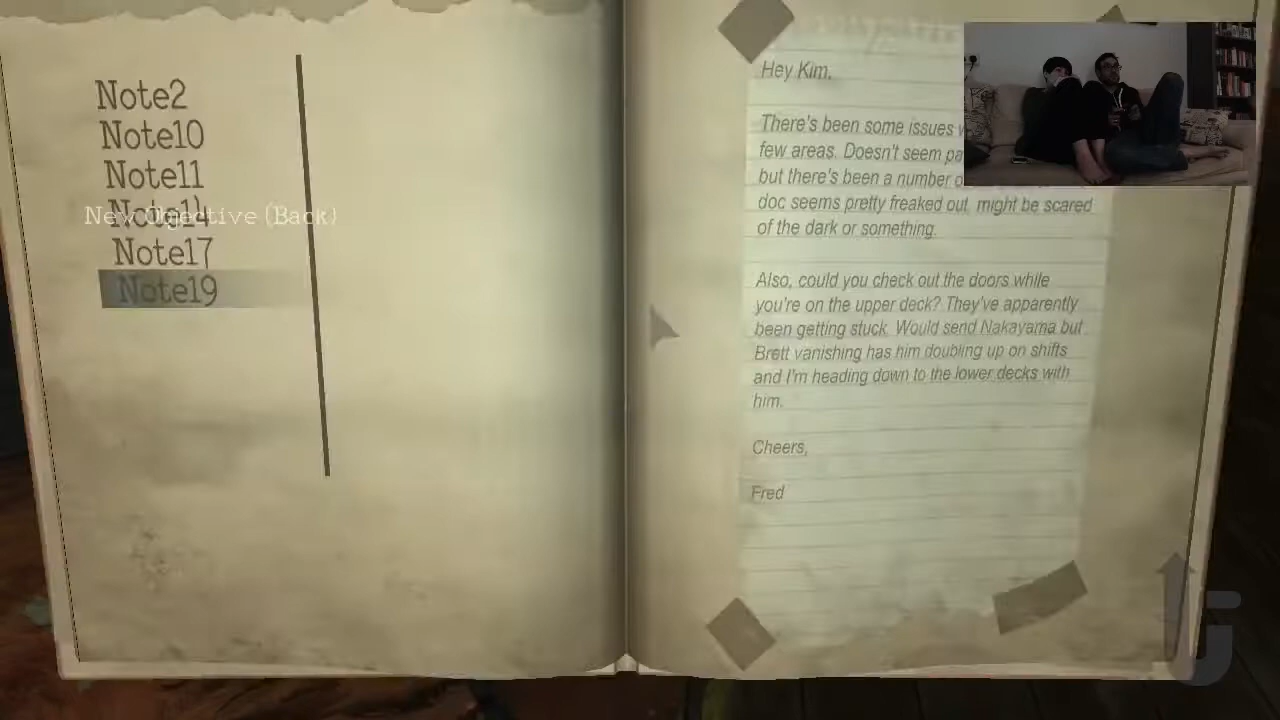 Note2
Note10
Note11
Note14
New Objective(Back)
Note17
Note19
Hey Kim,
There's been some issues
few areas. Doesn't seem
but there's been a number
doc seems pretty freaked out, might be scared
of the dark or something.
Also, could you check out the doors while
you're on the upper deck? They've apparently
been getting stuck. Would send Nakayama but
Brett vanishing has him doubling up on shifts
and I'm heading down to the lower decks with
him.
Cheers,
Fred